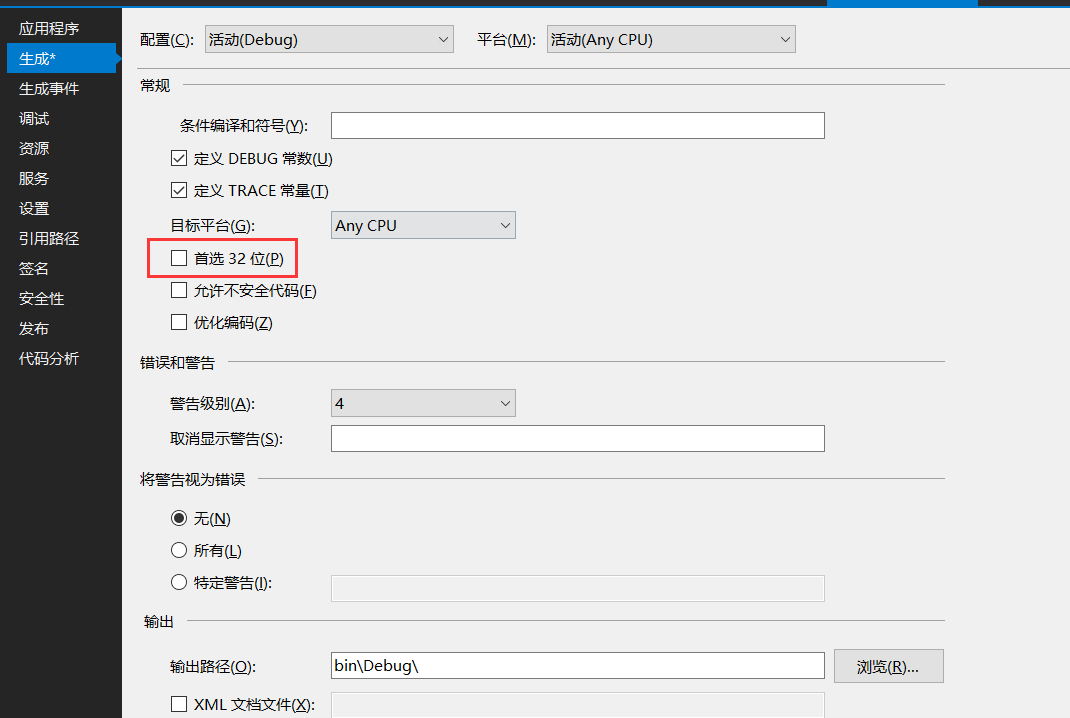 应用程序
生成*
生成事件
调试
资源
服务
设置
引用路径
签名
安全性
发布
代码分析
配置(C): 活动(Debug) 平台(M): 活动(Any CPU)
常规
条件编译和符号(Y):
定义 DEBUG 常数(U)
定义 TRACE 常量(T)
目标平台(G): Any CPU
首选 32 位(P)
允许不安全代码(F)
优化编码(Z)
错误和警告
警告级别(A): 4
取消显示警告(S):
将警告视为错误
无(N)
所有(L)
特定警告(I):
输出
输出路径(O): bin\Debug\ 浏览(R)...
XML 文档文件(X):